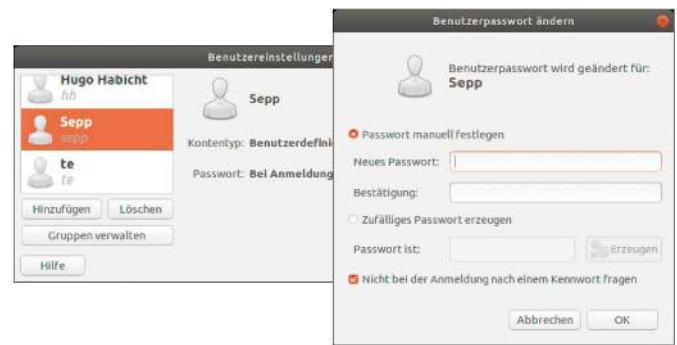 Benutzereinstellungen
Hugo Habicht
hh
Sepp
sepp
te
te
Hinzufügen
Löschen
Gruppen verwalten
Hilfe
Sepp
Kontentyp: Benutzerdefini
Passwort: Bei Anmeldung
Benutzerpasswort ändern
Benutzerpasswort wird geändert für:
Sepp
Passwort manuell festlegen
Neues Passwort:
Bestätigung:
Zufälliges Passwort erzeugen
Passwort ist:
Erzeugen
Nicht bei der Anmeldung nach einem Kennwort fragen
Abbrechen
OK